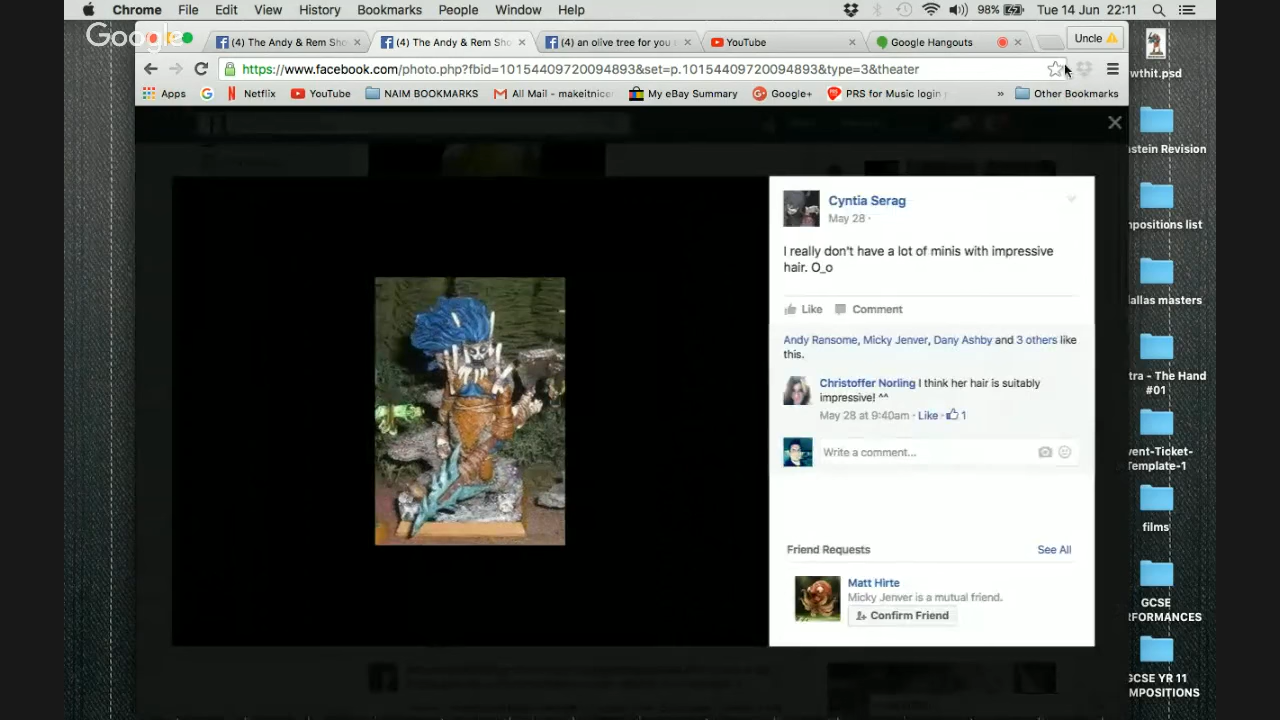 Chrome File Edit View History Bookmarks People Window Help 98% Tue 14 Jun 22:11
Google
(4) The Andy & Rem Sho (4) The Andy & Rem Sho (4) an olive tree for you YouTube Google Hangouts Uncle
https://www.facebook.com/photo.php?fbid=10154409720094893&set=p.10154409720094893&type=3&theater
Apps Netflix YouTube NAIM BOOKMARKS All Mail - makeitnice My eBay Summary Google+ PRS for Music login » Other Bookmarks
Cyntia Serag
May 28 ·
I really don't have a lot of minis with impressive
hair. O_o
Like Comment
Andy Ransome, Micky Jenver, Dany Ashby and 3 others like
this.
Christoffer Norling I think her hair is suitably
impressive! ^^
May 28 at 9:40am · Like · 1
Write a comment...
Friend Requests See All
Matt Hirte
Micky Jenver is a mutual friend.
Confirm Friend
wthit.psd
nstein Revision
mpositions list
dallas masters
tra - The Hand
#01
vent-Ticket-
Template-1
films
GCSE
RFORMANCES
GCSE YR 11
MPOSITIONS